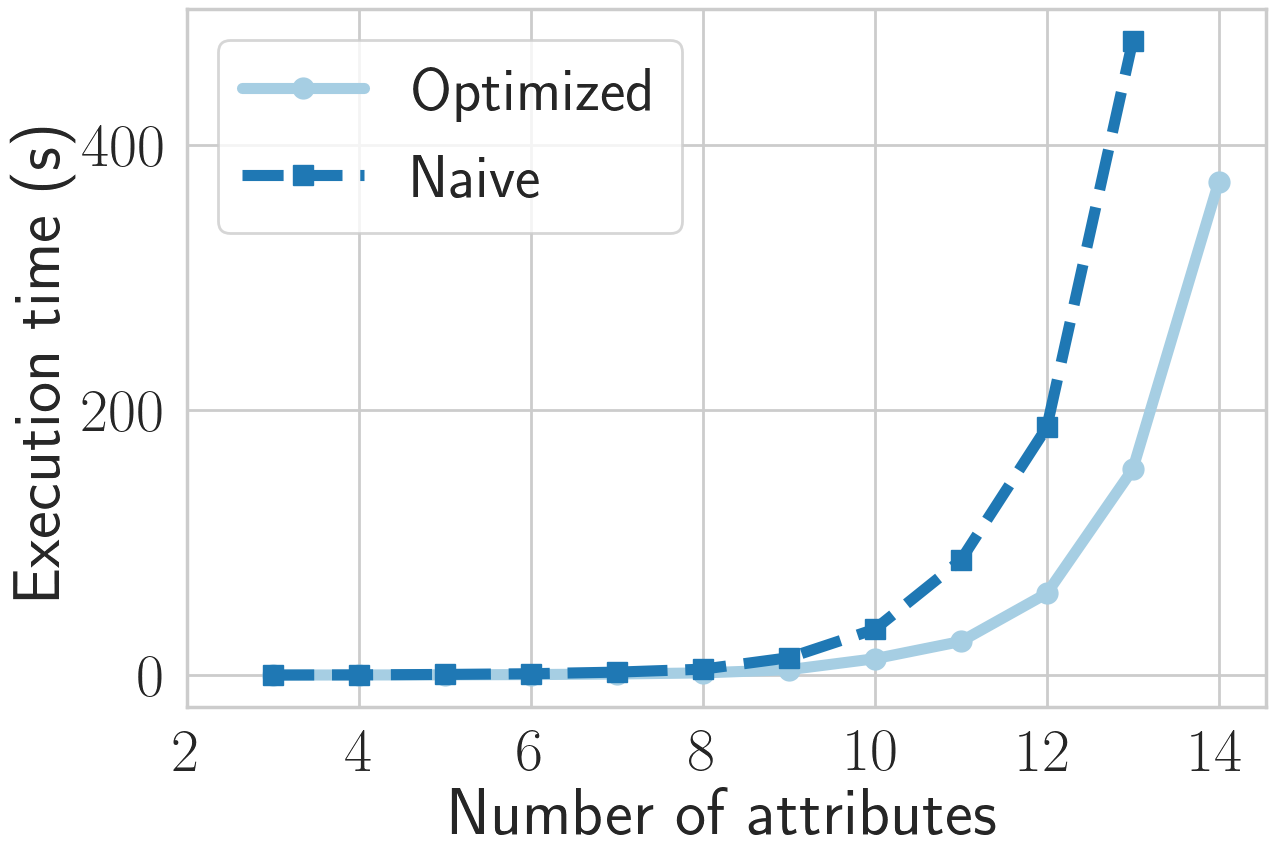 Optimized
Naive
Execution time (s)
400
200
0
2 4 6 8 10 12 14
Number of attributes